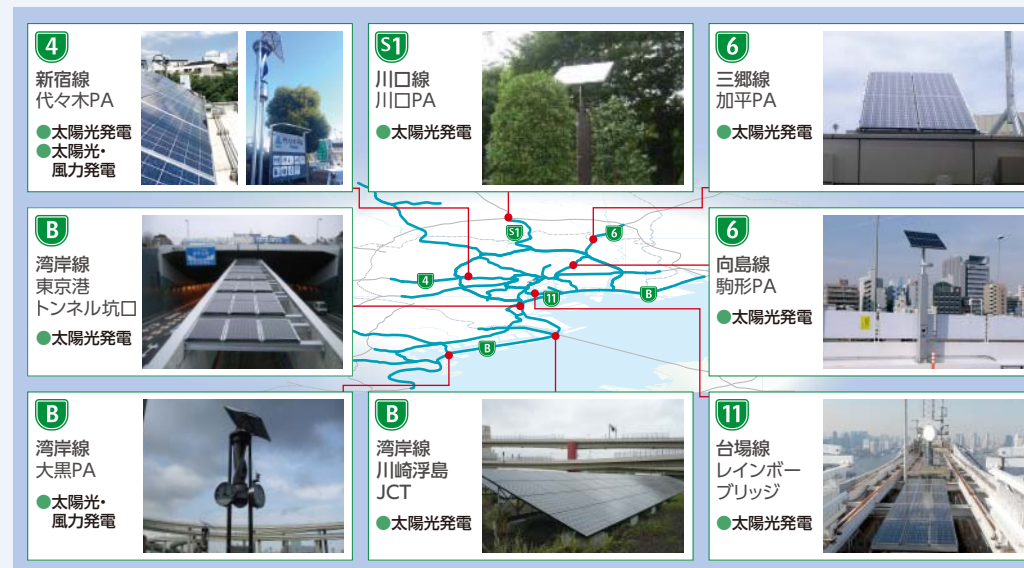 4
新宿線
代々木PA
●太陽光発電
●太陽光・
風力発電
S1
川口線
川口PA
●太陽光発電
6
三郷線
加平PA
●太陽光発電
B
湾岸線
東京港
トンネル坑口
●太陽光発電
S1
6
4
11
B
B
6
向島線
駒形PA
●太陽光発電
B
湾岸線
大黒PA
●太陽光・
風力発電
B
湾岸線
川崎浮島
JCT
●太陽光発電
11
台場線
レインボー
ブリッジ
●太陽光発電